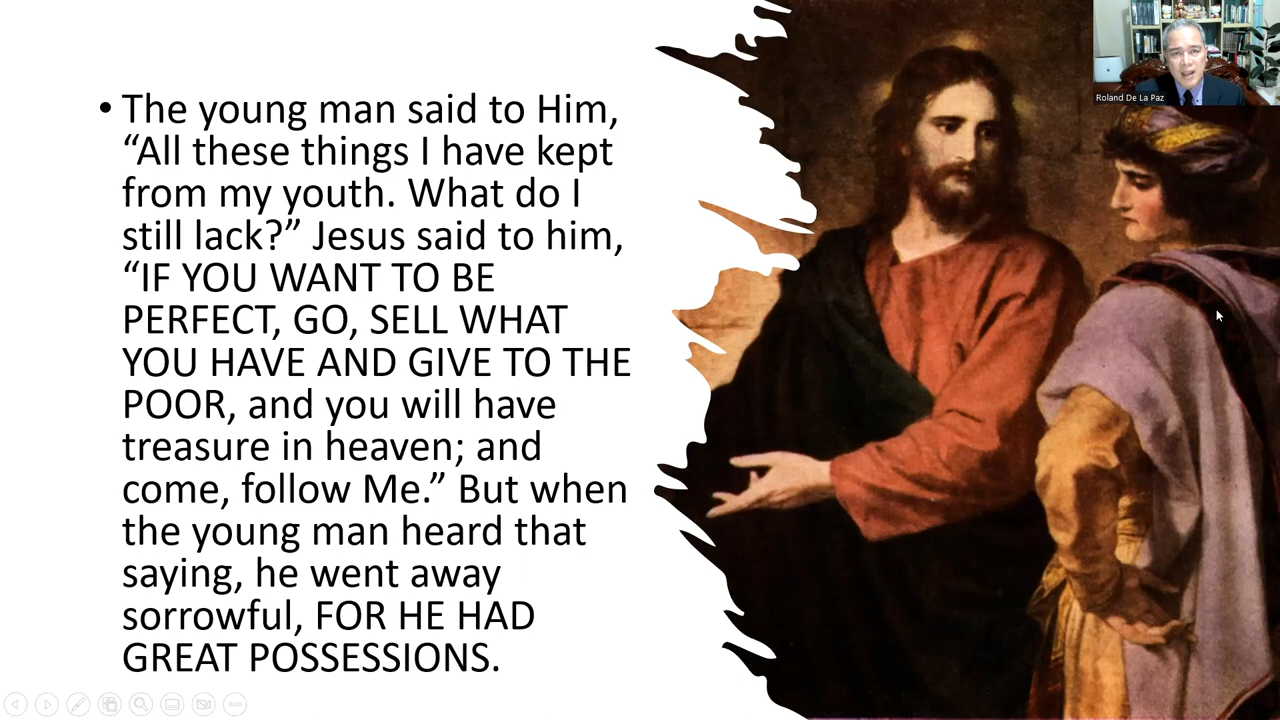 • The young man said to Him,
“All these things I have kept
from my youth. What do I
still lack?” Jesus said to him,
“IF YOU WANT TO BE
PERFECT, GO, SELL WHAT
YOU HAVE AND GIVE TO THE
POOR, and you will have
treasure in heaven; and
come, follow Me.” But when
the young man heard that
saying, he went away
sorrowful, FOR HE HAD
GREAT POSSESSIONS.
Roland De La Paz